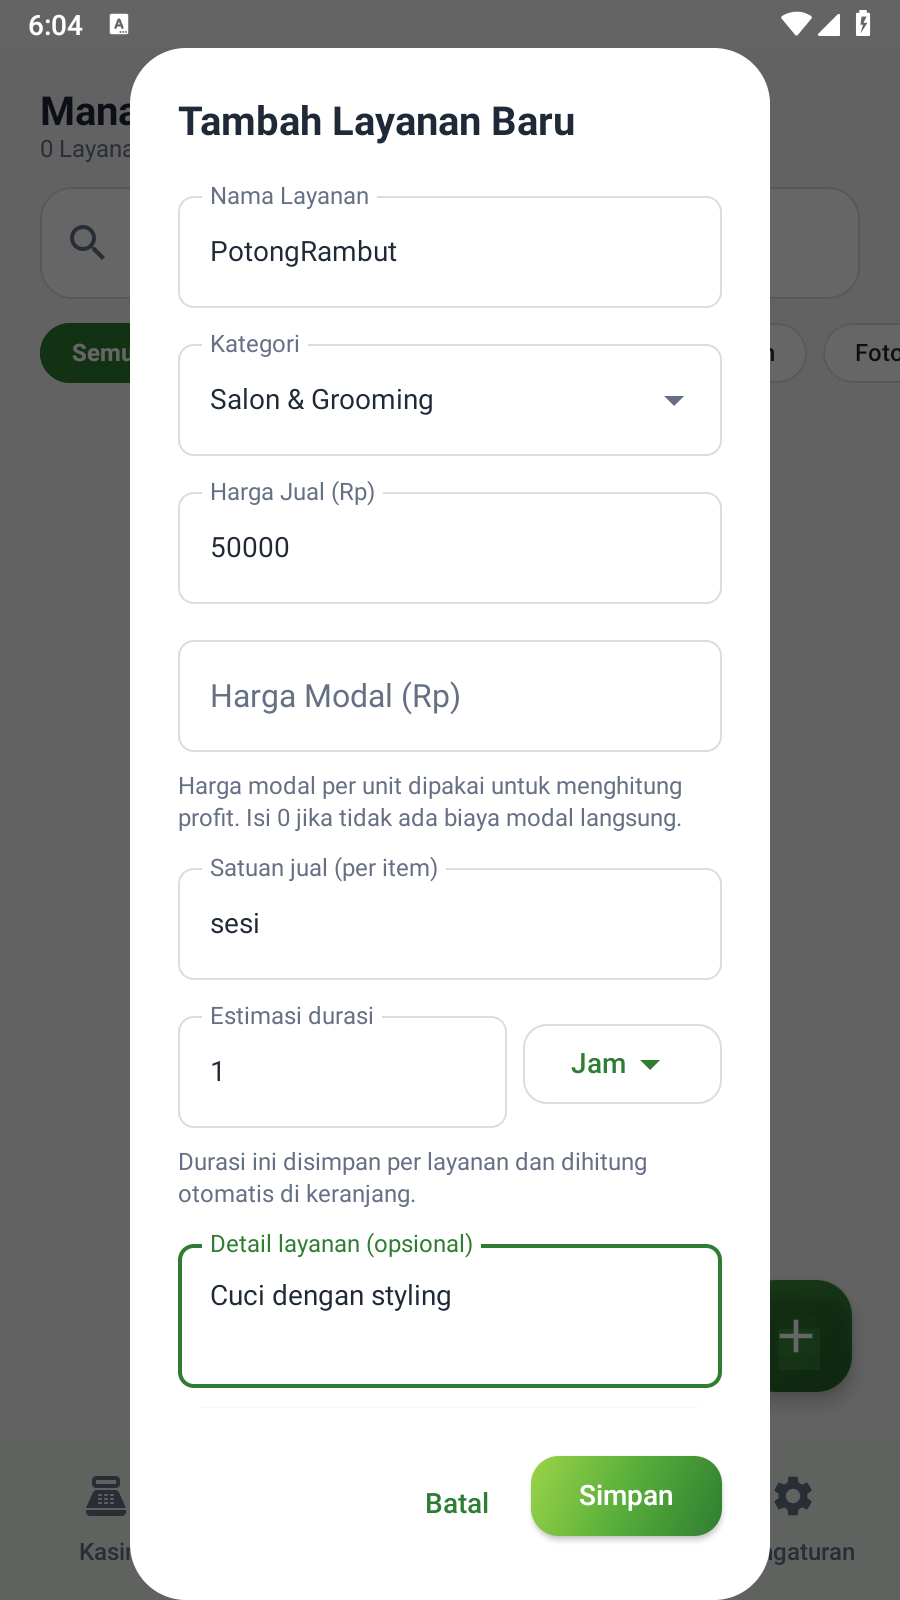 6:04
Tambah Layanan Baru
0 Layana
Nama Layanan
PotongRambut
Kategori
Salon & Grooming
Harga Jual (Rp)
50000
Harga Modal (Rp)
Harga modal per unit dipakai untuk menghitung
profit. Isi 0 jika tidak ada biaya modal langsung.
Satuan jual (per item)
sesi
Estimasi durasi
1
Jam
Durasi ini disimpan per layanan dan dihitung
otomatis di keranjang.
Detail layanan (opsional)
Cuci dengan styling
Batal
Simpan